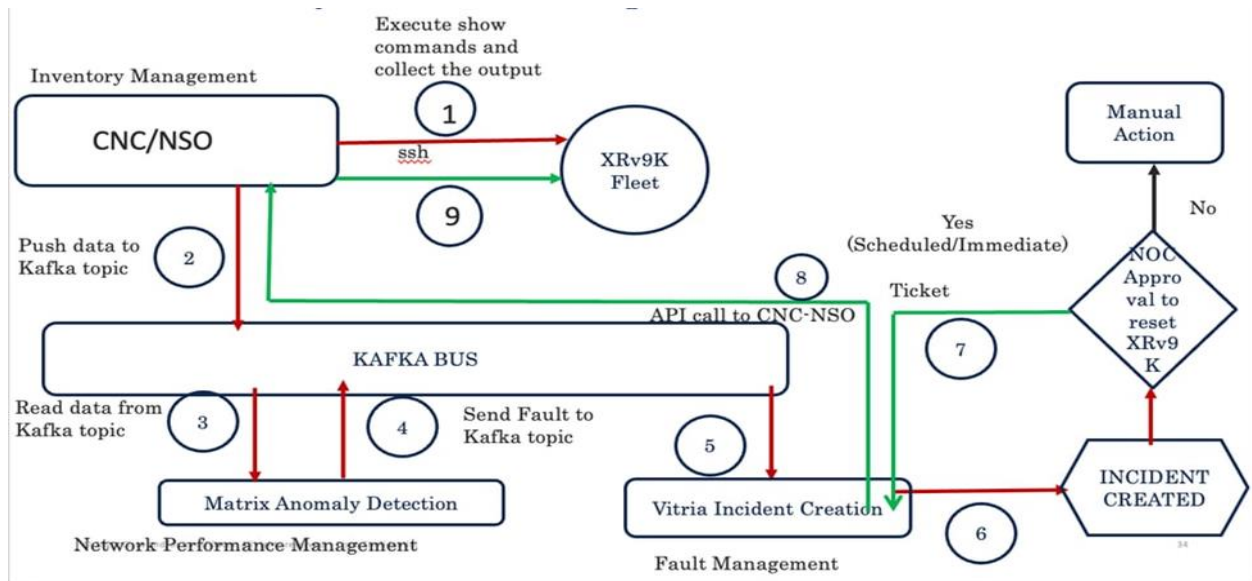 Execute show
commands and
collect the output
Inventory Management
CNC/NSO
1
ssh
9
XRv9K
Fleet
Manual
Action
No
Yes
(Scheduled/Immediate)
NOC
Appro
val to
reset
XRv9
K
Push data to
Kafka topic
2
8
Ticket
API call to CNC-NSO
7
KAFKA BUS
Read data from
Kafka topic
3
4
Send Fault to
Kafka topic
5
Matrix Anomaly Detection
Vitria Incident Creation
INCIDENT
CREATED
6
Network Performance Management
Fault Management
34